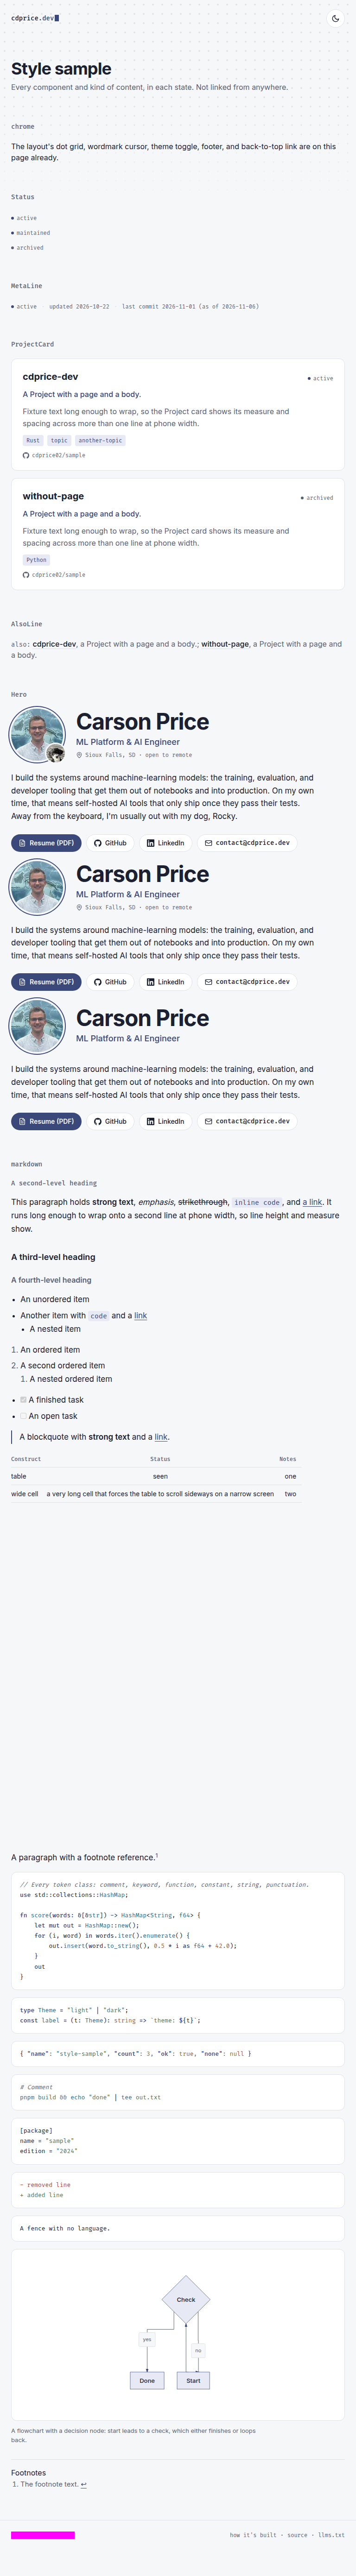 cdprice.dev
Style sample
Every component and kind of content, in each state. Not linked from anywhere.
chrome
The layout's dot grid, wordmark cursor, theme toggle, footer, and back-to-top link are on this
page already.
Status
active
maintained
archived
MetaLine
active updated 2026-10-22 last commit 2026-11-01 (as of 2026-11-06)
ProjectCard
cdprice-dev
active
A Project with a page and a body.
Fixture text long enough to wrap, so the Project card shows its measure and
spacing across more than one line at phone width.
Rust topic another-topic
cdprice02/sample
without-page
archived
A Project with a page and a body.
Fixture text long enough to wrap, so the Project card shows its measure and
spacing across more than one line at phone width.
Python
cdprice02/sample
AlsoLine
also: cdprice-dev, a Project with a page and a body.; without-page, a Project with a page and
a body.
Hero
Carson Price
ML Platform & AI Engineer
Sioux Falls, SD · open to remote
I build the systems around machine-learning models: the training, evaluation, and
developer tooling that get them out of notebooks and into production. On my own
time, that means self-hosted AI tools that only ship once they pass their tests.
Away from the keyboard, I'm usually out with my dog, Rocky.
Resume (PDF) GitHub LinkedIn contact@cdprice.dev
Carson Price
ML Platform & AI Engineer
Sioux Falls, SD · open to remote
I build the systems around machine-learning models: the training, evaluation, and
developer tooling that get them out of notebooks and into production. On my own
time, that means self-hosted AI tools that only ship once they pass their tests.
Resume (PDF) GitHub LinkedIn contact@cdprice.dev
Carson Price
ML Platform & AI Engineer
I build the systems around machine-learning models: the training, evaluation, and
developer tooling that get them out of notebooks and into production. On my own
time, that means self-hosted AI tools that only ship once they pass their tests.
Resume (PDF) GitHub LinkedIn contact@cdprice.dev
markdown
A second-level heading
This paragraph holds strong text, emphasis, strikethrough, inline code, and a link. It
runs long enough to wrap onto a second line at phone width, so line height and measure
show.
A third-level heading
A fourth-level heading
• An unordered item
• Another item with code and a link
• A nested item
1. An ordered item
2. A second ordered item
1. A nested ordered item
• A finished task
• An open task
A blockquote with strong text and a link.
Construct Status Notes
table seen one
wide cell a very long cell that forces the table to scroll sideways on a narrow screen two
A paragraph with a footnote reference.1
// Every token class: comment, keyword, function, constant, string, punctuation.
use std::collections::HashMap;
fn score(words: &[&str]) -> HashMap<String, f64> {
let mut out = HashMap::new();
for (i, word) in words.iter().enumerate() {
out.insert(word.to_string(), 0.5 * i as f64 + 42.0);
}
out
}
type Theme = "light" | "dark";
const label = (t: Theme): string => `theme: ${t}`;
{ "name": "style-sample", "count": 3, "ok": true, "none": null }
# Comment
pnpm build && echo "done" | tee out.txt
[package]
name = "sample"
edition = "2024"
- removed line
+ added line
A fence with no language.
Check
yes
no
Done
Start
A flowchart with a decision node: start leads to a check, which either finishes or loops
back.
Footnotes
1. The footnote text. ↩
how it's built · source · llms.txt